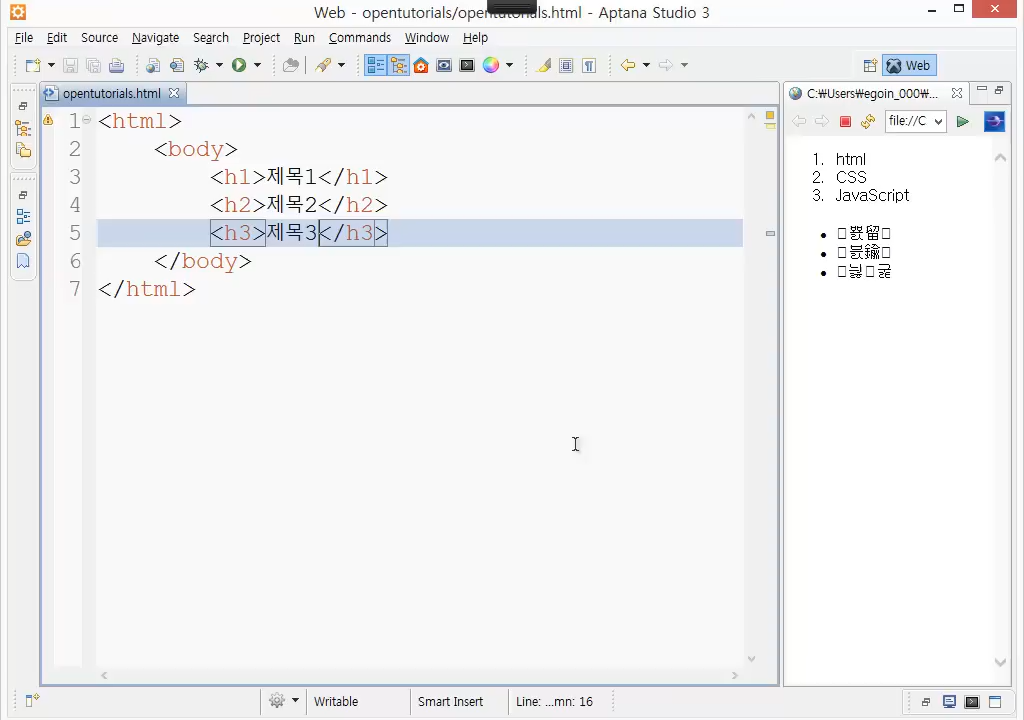 Web - opentutorials/opentutorials.html - Aptana Studio 3
File Edit Source Navigate Search Project Run Commands Window Help
Web
opentutorials.html
C:₩Users₩egoin_000₩...
file://C
1 <html>
2 <body>
3 <h1>제목1</h1>
4 <h2>제목2</h2>
5 <h3>제목3</h3>
6 </body>
7 </html>
1. html
2. CSS
3. JavaScript
Writable
Smart Insert
Line: ...mn: 16